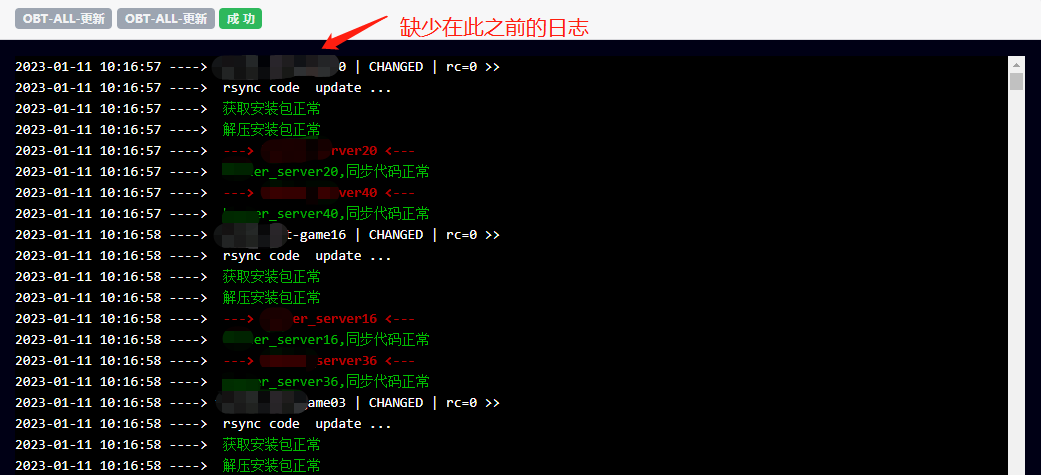 OBT-ALL-更新 OBT-ALL-更新 成 功
缺少在此之前的日志
2023-01-11 10:16:57 ----> 0 | CHANGED | rc=0 >>
2023-01-11 10:16:57 ----> rsync code update ...
2023-01-11 10:16:57 ----> 获取安装包正常
2023-01-11 10:16:57 ----> 解压安装包正常
2023-01-11 10:16:57 ----> ---> rver20 <---
2023-01-11 10:16:57 ----> er_server20,同步代码正常
2023-01-11 10:16:57 ----> ---> ver40 <---
2023-01-11 10:16:57 ----> er_server40,同步代码正常
2023-01-11 10:16:58 ----> t-game16 | CHANGED | rc=0 >>
2023-01-11 10:16:58 ----> rsync code update ...
2023-01-11 10:16:58 ----> 获取安装包正常
2023-01-11 10:16:58 ----> 解压安装包正常
2023-01-11 10:16:58 ----> ---> er_server16 <---
2023-01-11 10:16:58 ----> er_server16,同步代码正常
2023-01-11 10:16:58 ----> ---> server36 <---
2023-01-11 10:16:58 ----> er_server36,同步代码正常
2023-01-11 10:16:58 ----> game03 | CHANGED | rc=0 >>
2023-01-11 10:16:58 ----> rsync code update ...
2023-01-11 10:16:58 ----> 获取安装包正常
2023-01-11 10:16:58 ----> 解压安装包正常